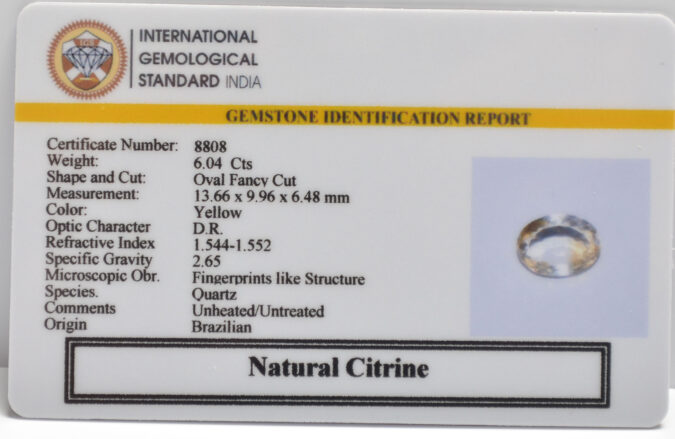 INTERNATIONAL
GEMOLOGICAL
STANDARD INDIA
GEMSTONE IDENTIFICATION REPORT
Certificate Number: 8808
Weight: 6.04 Cts
Shape and Cut: Oval Fancy Cut
Measurement: 13.66 x 9.96 x 6.48 mm
Color: Yellow
Optic Character D.R.
Refractive Index 1.544-1.552
Specific Gravity 2.65
Microscopic Obr. Fingerprints like Structure
Species. Quartz
Comments Unheated/Untreated
Origin Brazilian
Natural Citrine